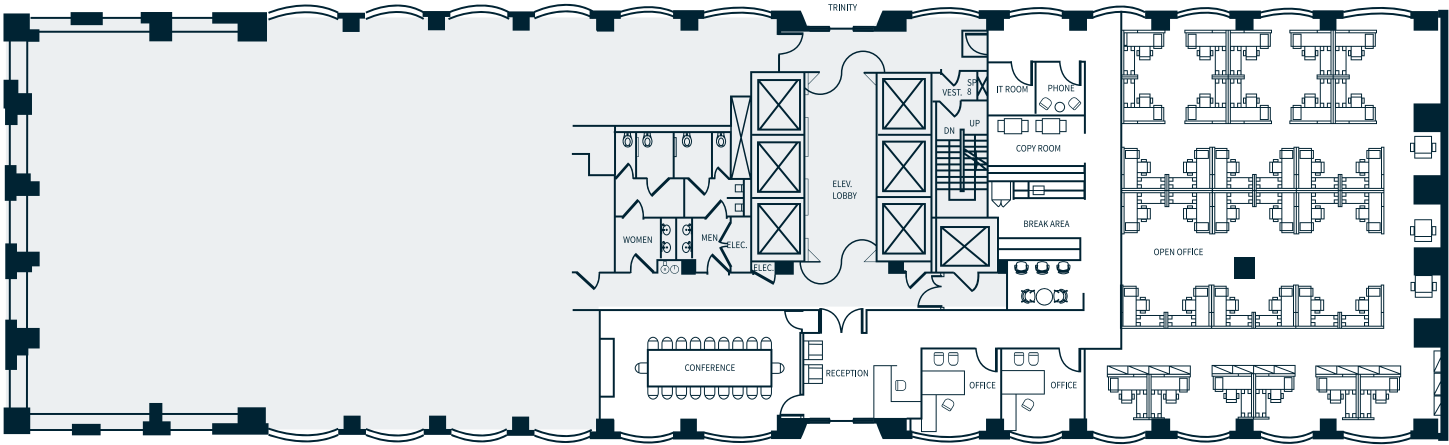 TRINITY
SP
8
VEST.
IT ROOM
PHONE
UP
DN
COPY ROOM
ELEV.
LOBBY
BREAK AREA
WOMEN
MEN
ELEC.
ELEC.
OPEN OFFICE
CONFERENCE
RECEPTION
OFFICE
OFFICE